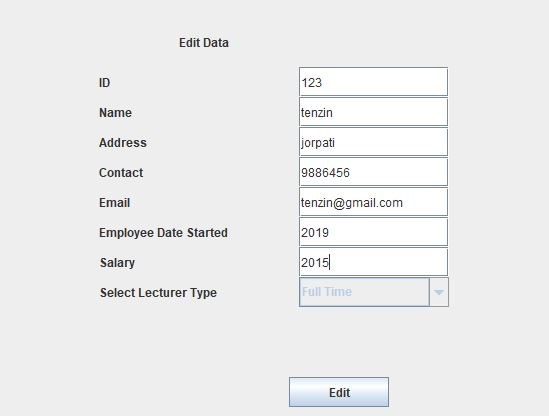 Edit Data
ID 123
Name tenzin
Address jorpati
Contact 9886456
Email tenzin@gmail.com
Employee Date Started 2019
Salary 2015
Select Lecturer Type Full Time
Edit